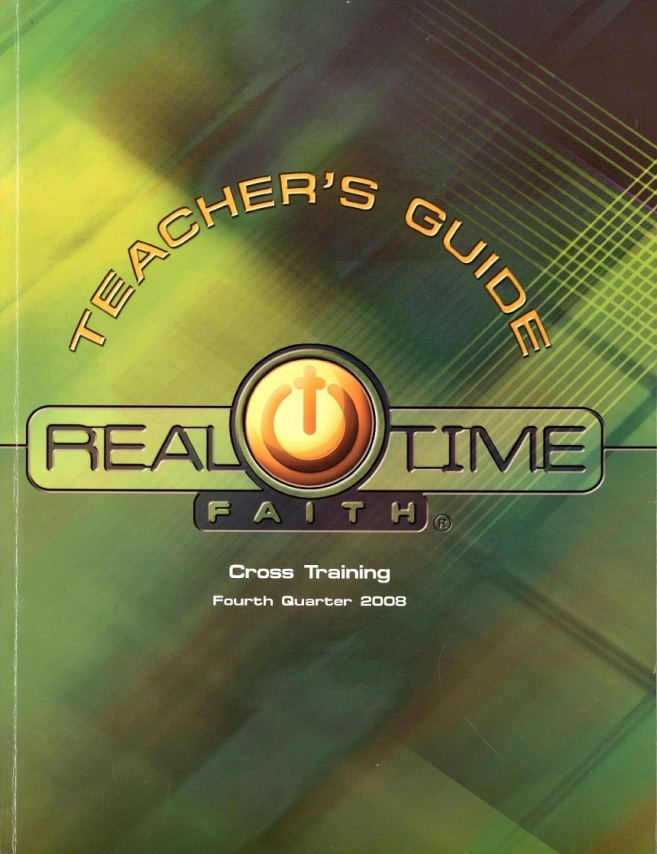 TEACHER'S GUIDE
REAL TIME
FAITH®
Cross Training
Fourth Quarter 2008